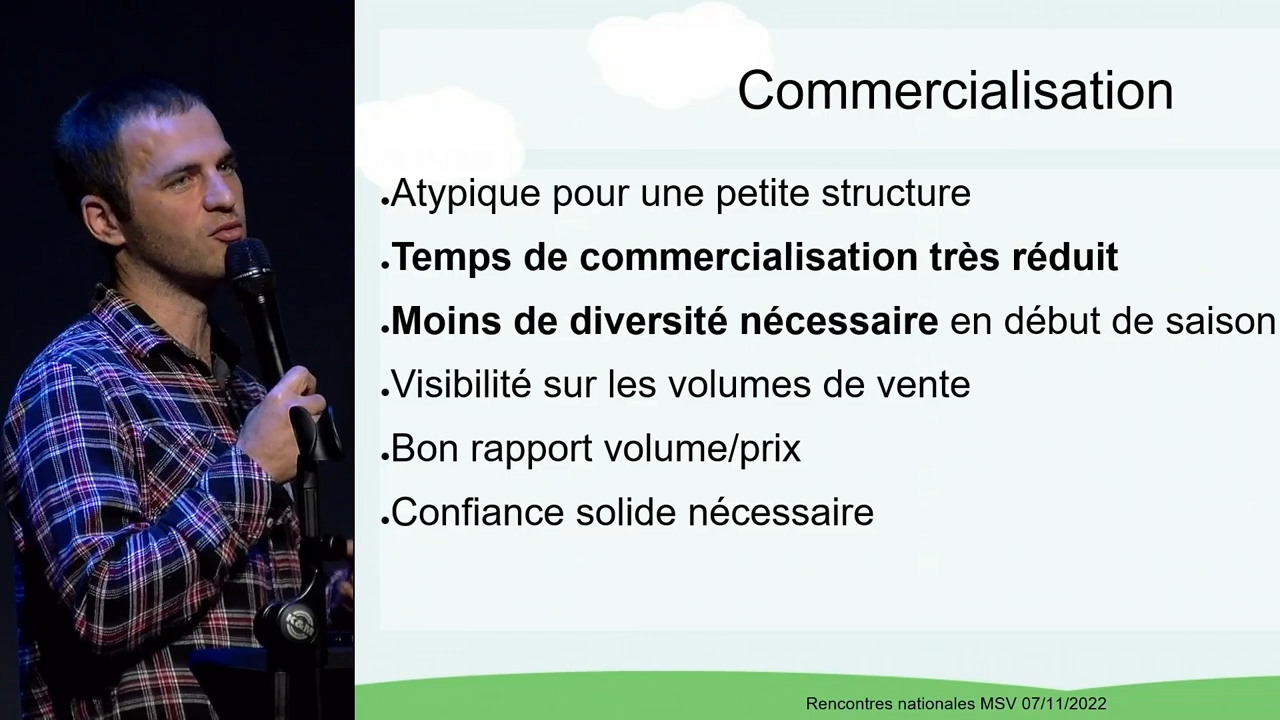 Commercialisation
.Atypique pour une petite structure
.Temps de commercialisation très réduit
.Moins de diversité nécessaire en début de saison
.Visibilité sur les volumes de vente
.Bon rapport volume/prix
.Confiance solide nécessaire
K&M
Rencontres nationales MSV 07/11/2022